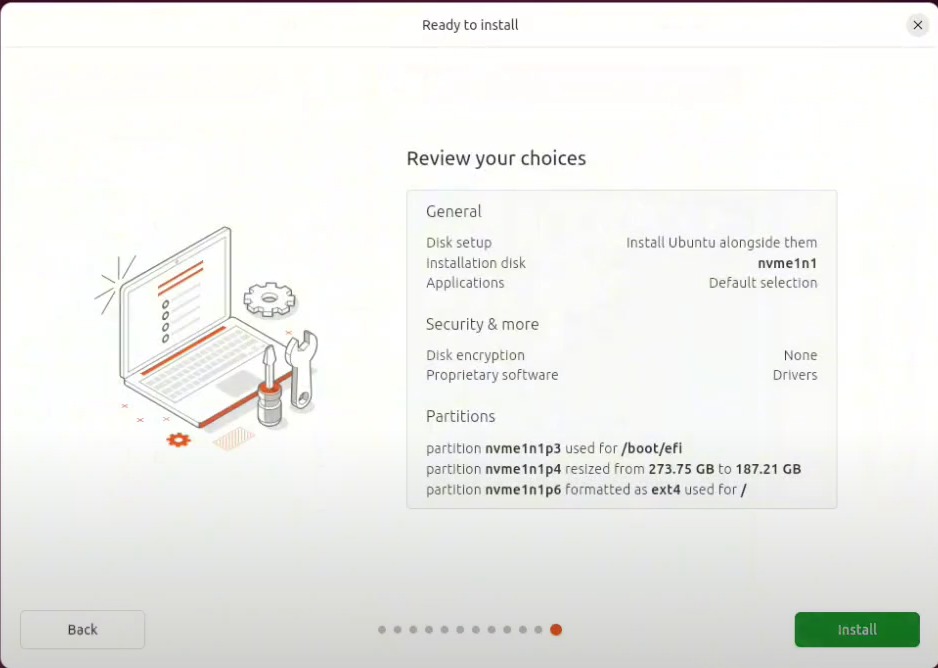 Ready to install
Review your choices
General
Disk setup Install Ubuntu alongside them
Installation disk nvme1n1
Applications Default selection
Security & more
Disk encryption None
Proprietary software Drivers
Partitions
partition nvme1n1p3 used for /boot/efi
partition nvme1n1p4 resized from 273.75 GB to 187.21 GB
partition nvme1n1p6 formatted as ext4 used for /
Back Install